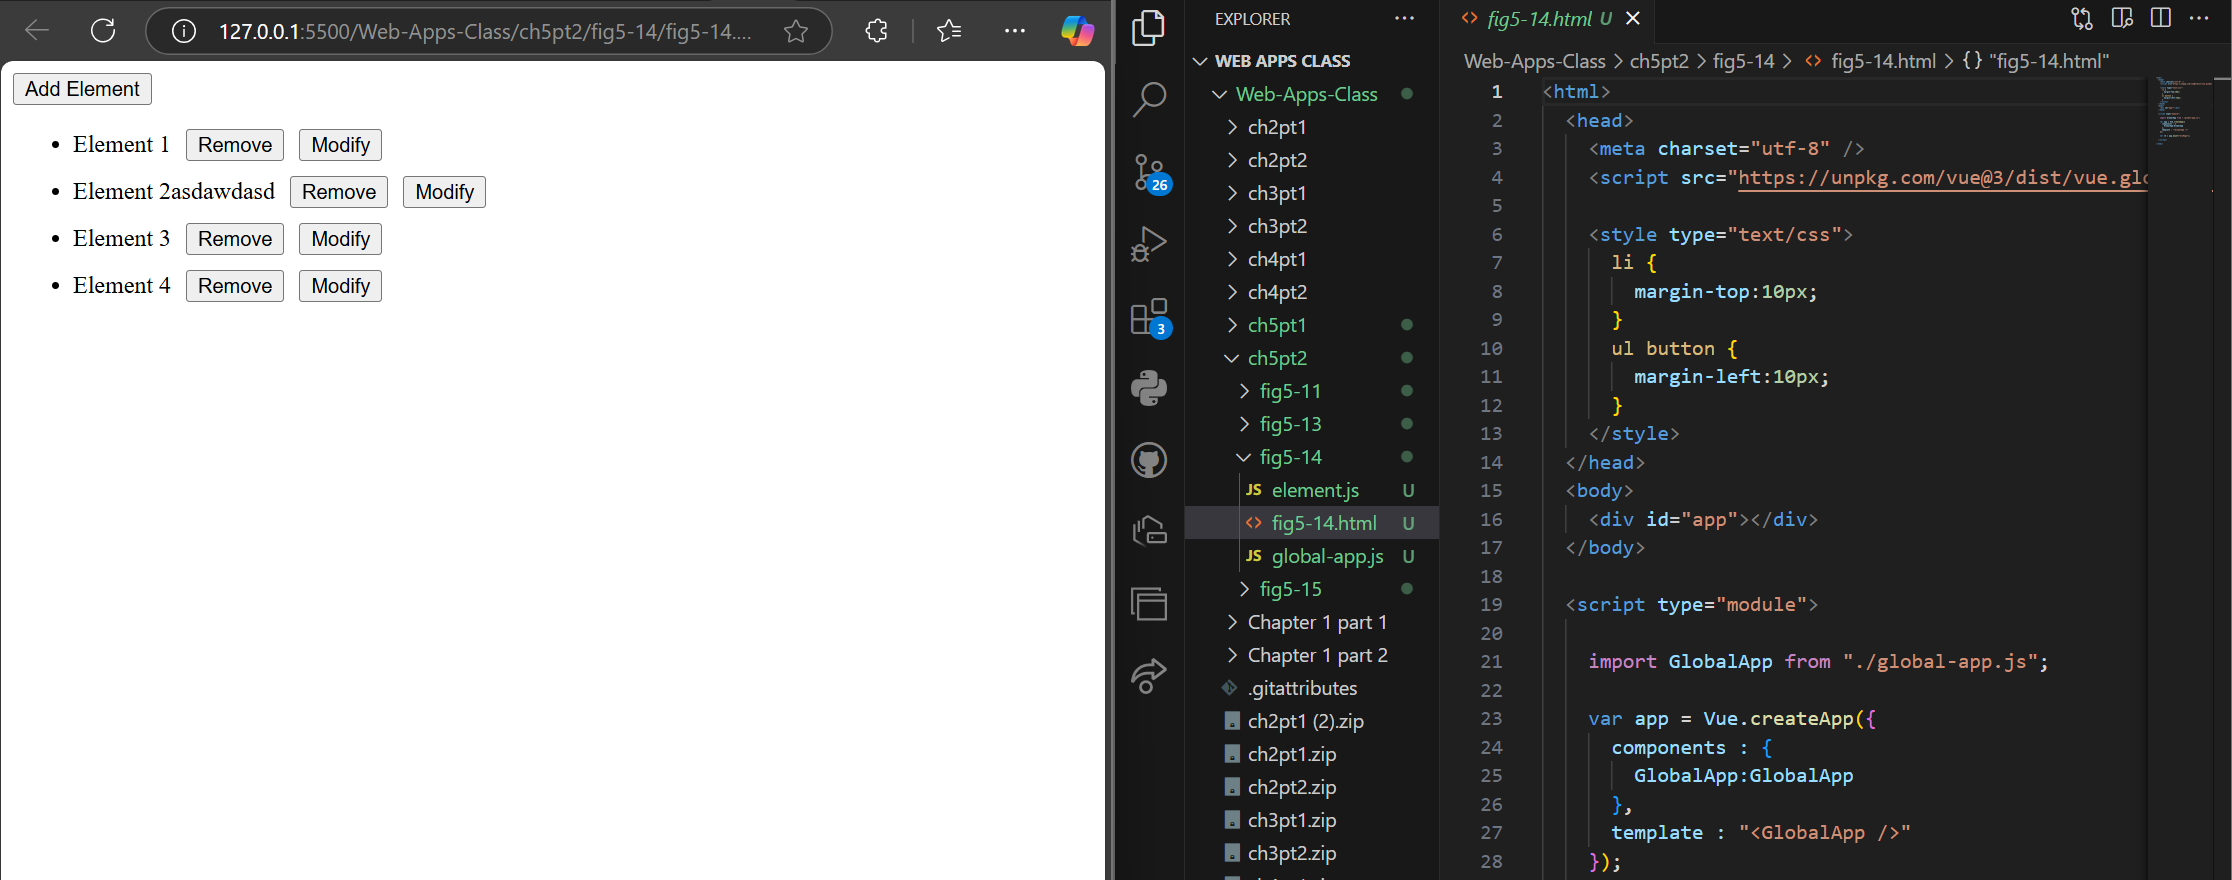 127.0.0.1:5500/Web-Apps-Class/ch5pt2/fig5-14/fig5-14....
Add Element
Element 1 Remove Modify
Element 2asdawdasd Remove Modify
Element 3 Remove Modify
Element 4 Remove Modify
26
3
EXPLORER
WEB APPS CLASS
Web-Apps-Class
ch2pt1
ch2pt2
ch3pt1
ch3pt2
ch4pt1
ch4pt2
ch5pt1
ch5pt2
fig5-11
fig5-13
fig5-14
JS element.js U
<> fig5-14.html U
JS global-app.js U
fig5-15
Chapter 1 part 1
Chapter 1 part 2
.gitattributes
ch2pt1 (2).zip
ch2pt1.zip
ch2pt2.zip
ch3pt1.zip
ch3pt2.zip
<> fig5-14.html U
Web-Apps-Class > ch5pt2 > fig5-14 > <> fig5-14.html > {} "fig5-14.html"
1 <html>
2 <head>
3 <meta charset="utf-8" />
4 <script src="https://unpkg.com/vue@3/dist/vue.glo
5
6 <style type="text/css">
7 li {
8 margin-top:10px;
9 }
10 ul button {
11 margin-left:10px;
12 }
13 </style>
14 </head>
15 <body>
16 <div id="app"></div>
17 </body>
18
19 <script type="module">
20
21 import GlobalApp from "./global-app.js";
22
23 var app = Vue.createApp({
24 components : {
25 GlobalApp:GlobalApp
26 },
27 template : "<GlobalApp />"
28 });